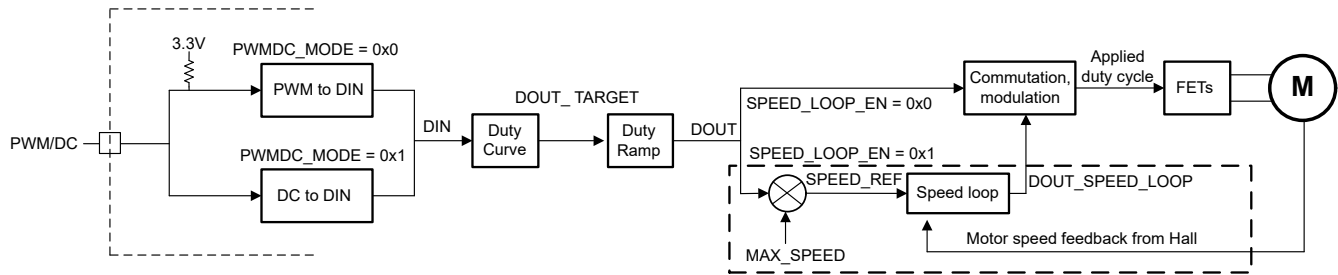 3.3V
PWMDC_MODE = 0x0
PWM to DIN
PWM/DC
PWMDC_MODE = 0x1
DC to DIN
DIN
Duty
Curve
DOUT_ TARGET
Duty
Ramp
DOUT
SPEED_LOOP_EN = 0x0
SPEED_LOOP_EN = 0x1
SPEED_REF
MAX_SPEED
Speed loop
DOUT_SPEED_LOOP
Motor speed feedback from Hall
Commutation,
modulation
Applied
duty cycle
FETs
M